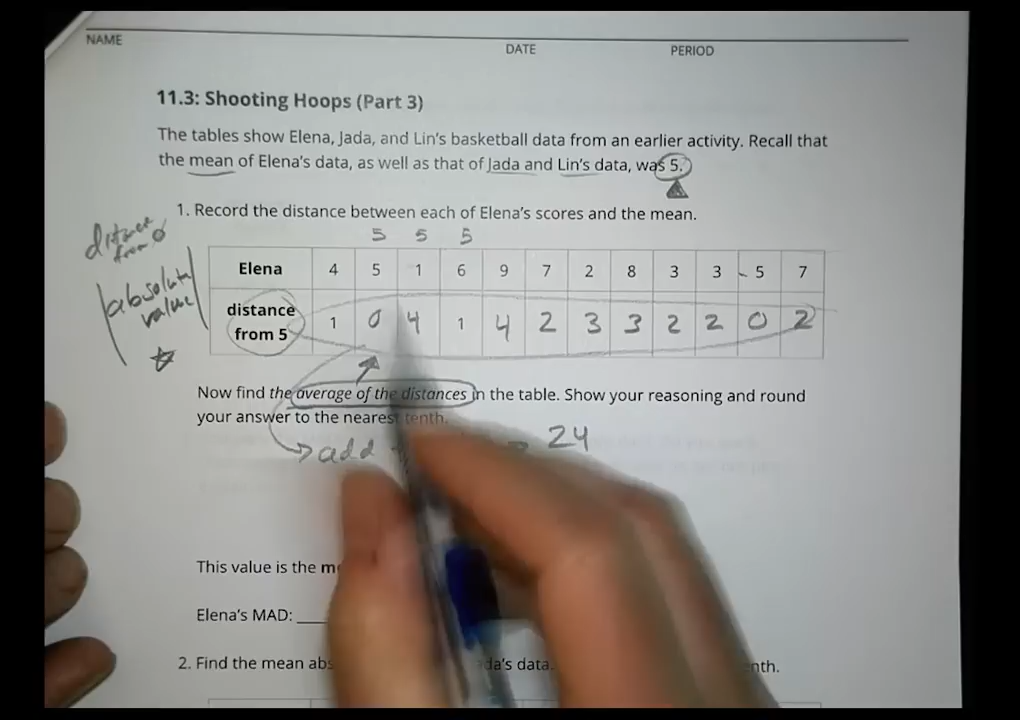 NAME
DATE PERIOD
11.3: Shooting Hoops (Part 3)
The tables show Elena, Jada, and Lin's basketball data from an earlier activity. Recall that
the mean of Elena's data, as well as that of Jada and Lin's data, was 5.
1. Record the distance between each of Elena's scores and the mean.
distance
from 0
absolute
value
5 5 5
Elena 4 5 1 6 9 7 2 8 3 3 5 7
distance
from 5 1 0 4 1 4 2 3 3 2 2 0 2
Now find the average of the distances in the table. Show your reasoning and round
your answer to the nearest tenth.
add = 24
This value is the
Elena's MAD:
2. Find the mean data.